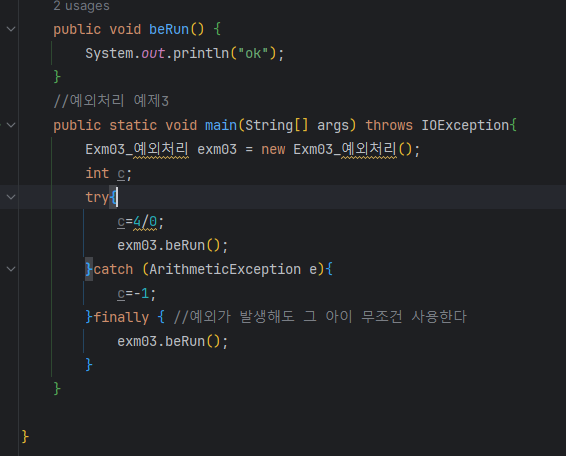 2 usages
public void beRun() {
System.out.println("ok");
}
//예외처리 예제3
public static void main(String[] args) throws IOException{
Exm03_예외처리 exm03 = new Exm03_예외처리();
int c;
try{
c=4/0;
exm03.beRun();
}catch (ArithmeticException e){
c=-1;
}finally { //예외가 발생해도 그 아이 무조건 사용한다
exm03.beRun();
}
}
}